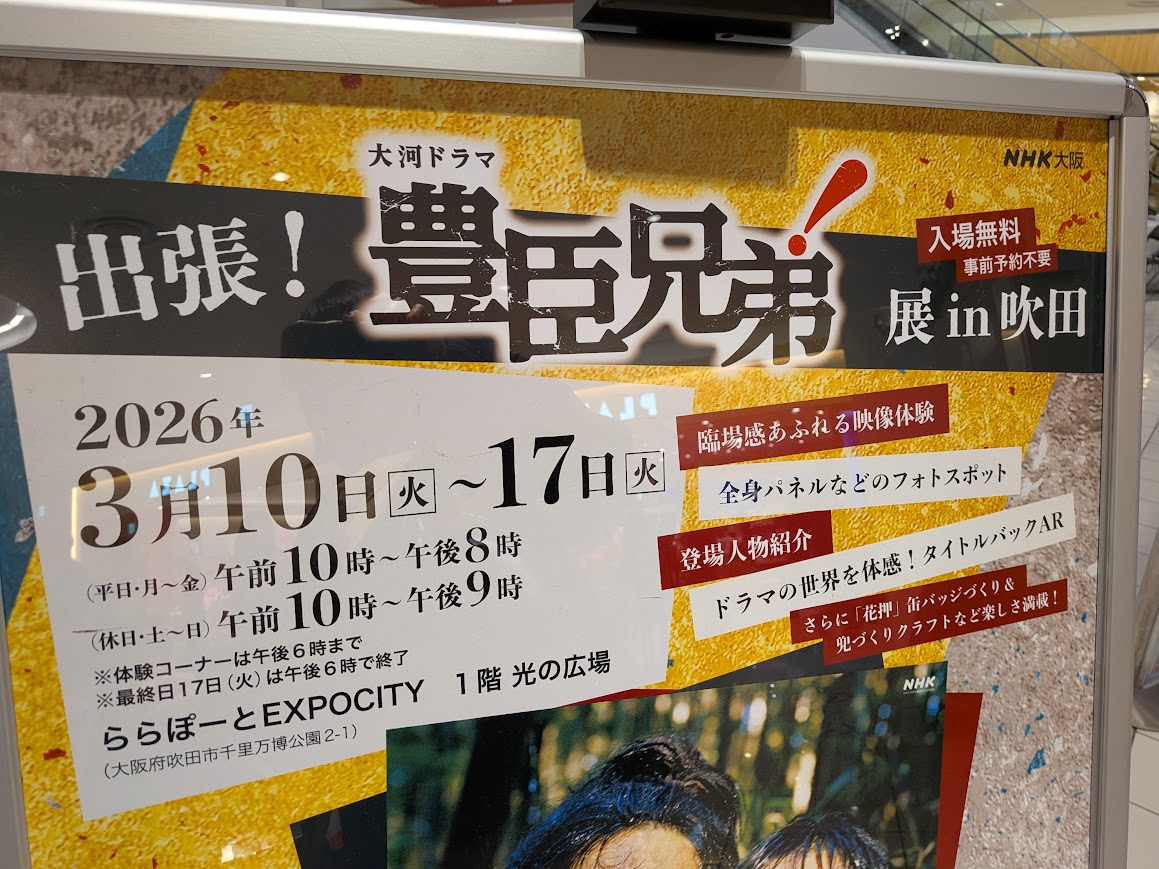 大河ドラマ
NHK大阪
出張! 豊臣兄弟! 展 in 吹田
入場無料
事前予約不要
2026年
3月10日火～17日火
(平日・月～金) 午前10時～午後8時
(休日・土～日) 午前10時～午後9時
※体験コーナーは午後6時まで
※最終日17日(火)は午後6時で終了
ららぽーとEXPOCITY 1階 光の広場
(大阪府吹田市千里万博公園2-1)
臨場感あふれる映像体験
全身パネルなどのフォトスポット
登場人物紹介
ドラマの世界を体感!タイトルバックAR
さらに「花押」缶バッジづくり&
兜づくりクラフトなど楽しさ満載!
NHK